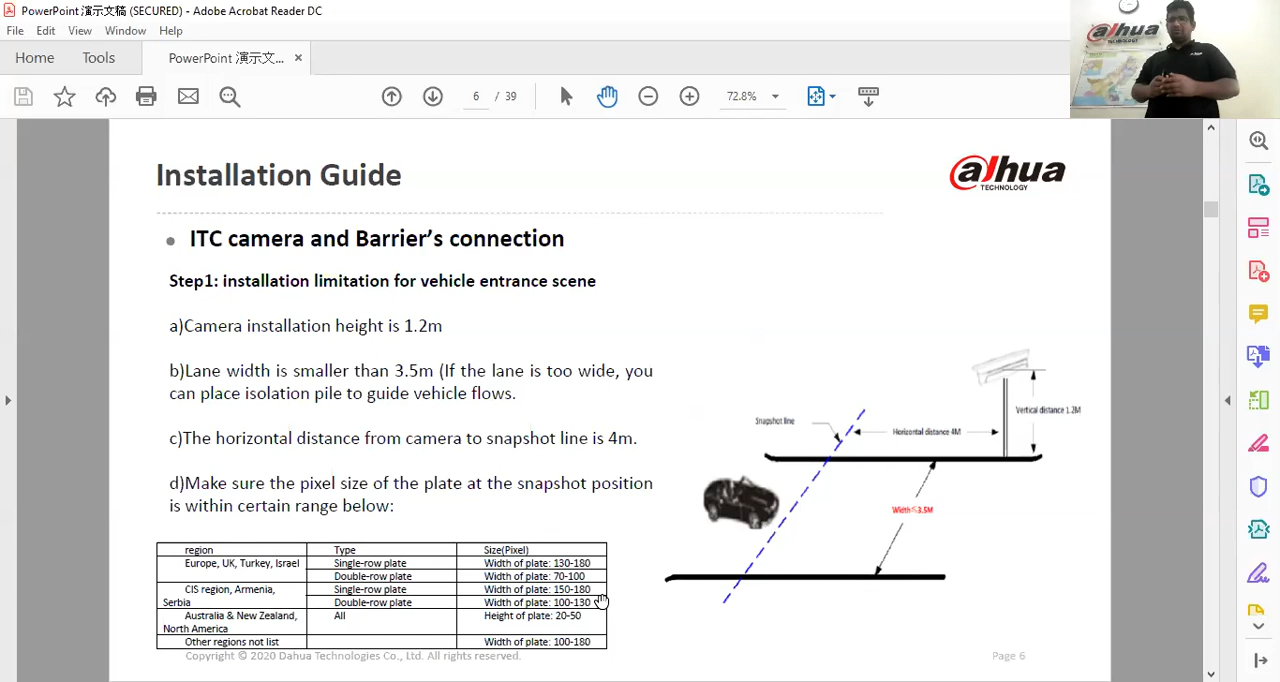 PowerPoint 演示文稿 (SECURED) - Adobe Acrobat Reader DC
File Edit View Window Help
Home Tools PowerPoint 演示文... ×
6 / 39 72.8%
alhua
TECHNOLOGY
Installation Guide
alhua
TECHNOLOGY
ITC camera and Barrier's connection
Step1: installation limitation for vehicle entrance scene
a)Camera installation height is 1.2m
b)Lane width is smaller than 3.5m (If the lane is too wide, you
can place isolation pile to guide vehicle flows.
c)The horizontal distance from camera to snapshot line is 4m.
d)Make sure the pixel size of the plate at the snapshot position
is within certain range below:
Snapshot line
Horizontal distance 4M
Vertical distance 1.2M
Width≤3.5M
region Type Size(Pixel)
Europe, UK, Turkey, Israel Single-row plate Width of plate: 130-180
Double-row plate Width of plate: 70-100
CIS region, Armenia, Single-row plate Width of plate: 150-180
Serbia Double-row plate Width of plate: 100-130
Australia & New Zealand, All Height of plate: 20-50
North America
Other regions not list Width of plate: 100-180
Copyright © 2020 Dahua Technologies Co., Ltd. All rights reserved.
Page 6